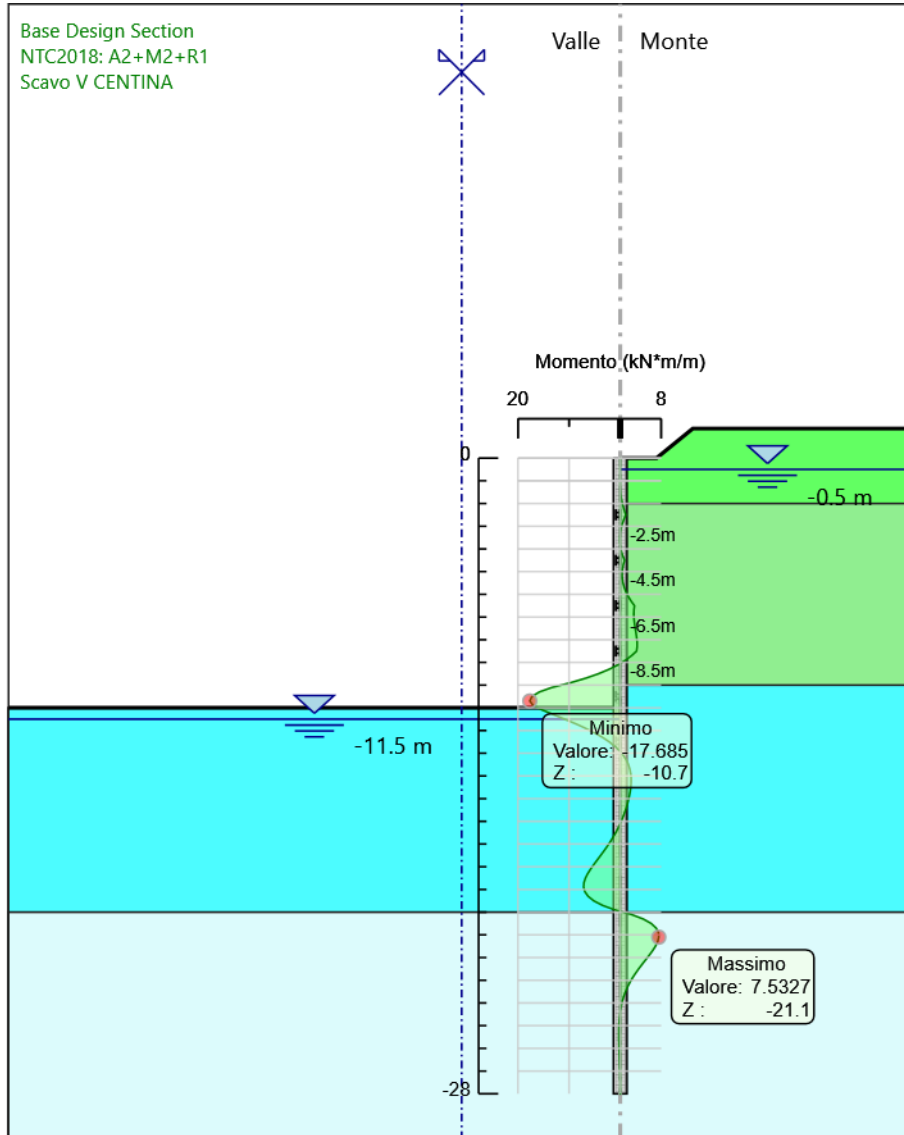 Base Design Section
NTC2018: A2+M2+R1
Scavo V CENTINA
Valle
Monte
Momento (kN*m/m)
20
8
0
-0.5 m
-2.5m
-4.5m
-6.5m
-8.5m
Minimo
Valore: -17.685
Z : -10.7
-11.5 m
Massimo
Valore: 7.5327
Z : -21.1
-28